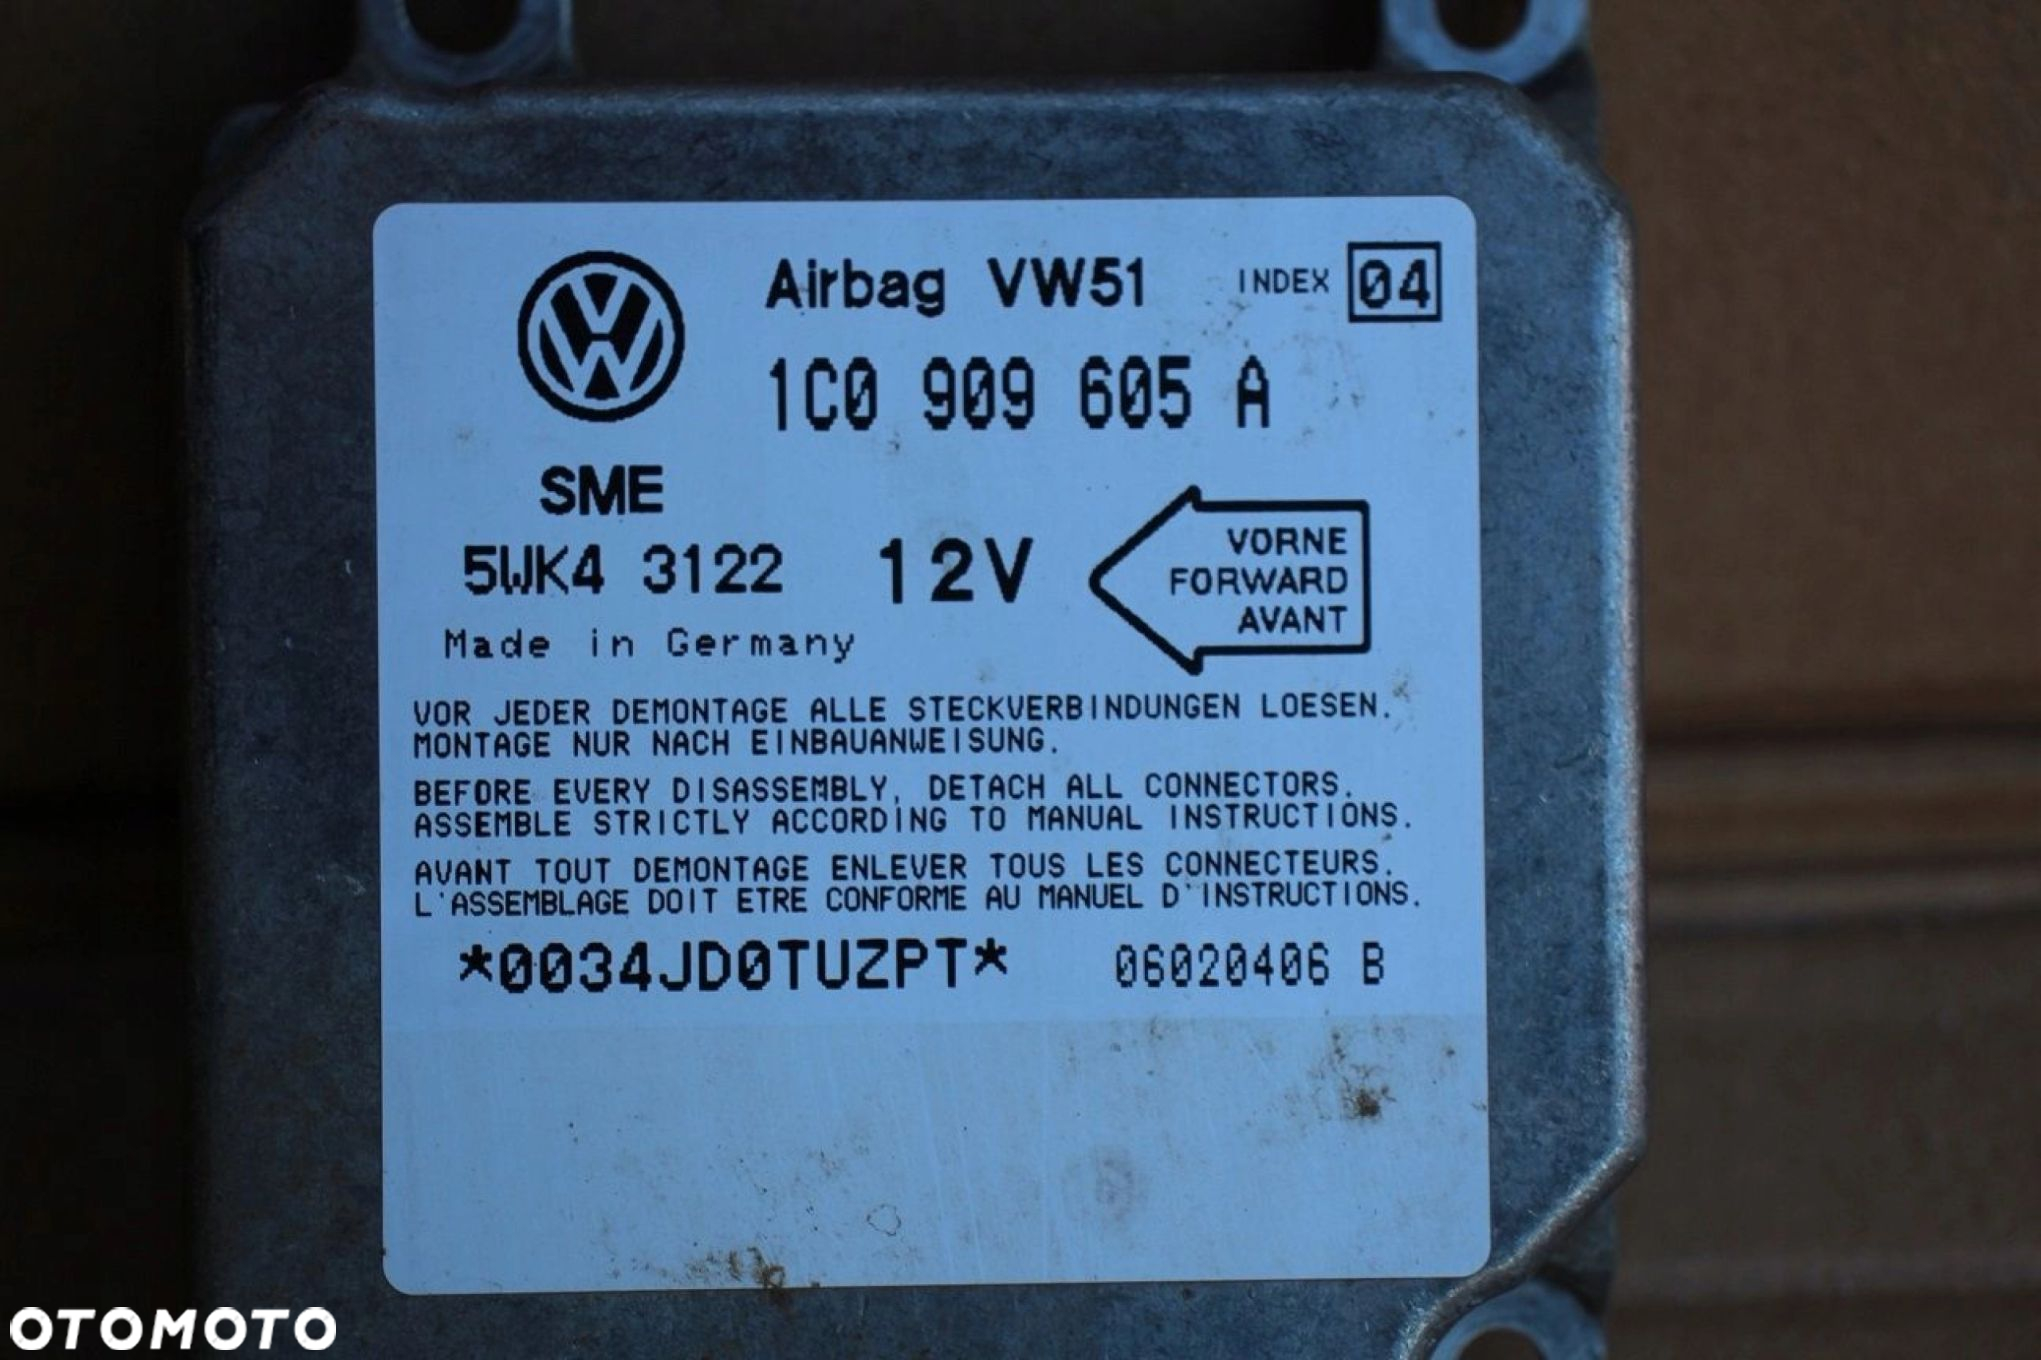 Airbag VW51 INDEX 04
1C0 909 605 A
SME
5WK4 3122 12V
VORNE
FORWARD
AVANT
Made in Germany
VOR JEDER DEMONTAGE ALLE STECKVERBINDUNGEN LOESEN.
MONTAGE NUR NACH EINBAUANWEISUNG.
BEFORE EVERY DISASSEMBLY, DETACH ALL CONNECTORS.
ASSEMBLE STRICTLY ACCORDING TO MANUAL INSTRUCTIONS.
AVANT TOUT DEMONTAGE ENLEVER TOUS LES CONNECTEURS.
L'ASSEMBLAGE DOIT ETRE CONFORME AU MANUEL D'INSTRUCTIONS.
*0034JD0TUZPT* 06020406 B
OTOMOTO